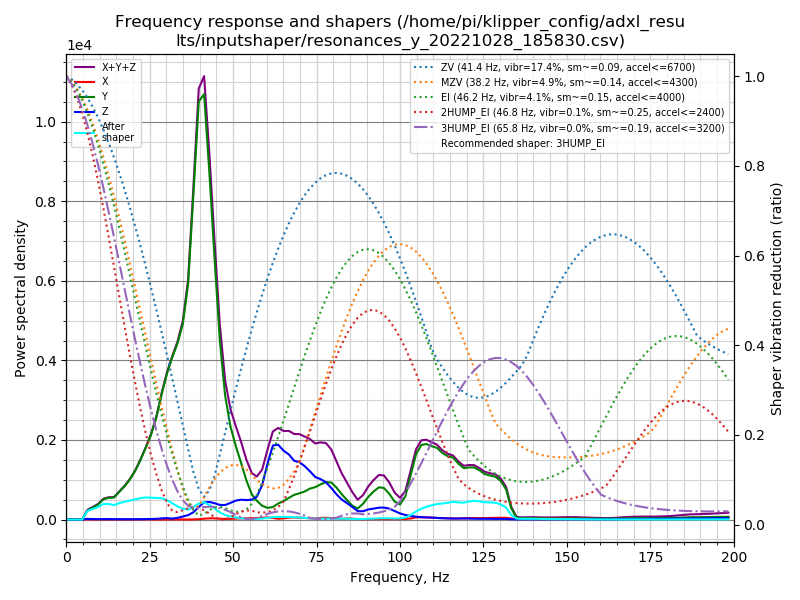 Frequency response and shapers (/home/pi/klipper_config/adxl_resu
lts/inputshaper/resonances_y_20221028_185830.csv)
1e4
X+Y+Z
X
Y
Z
After
shaper
ZV (41.4 Hz, vibr=17.4%, sm~=0.09, accel<=6700)
MZV (38.2 Hz, vibr=4.9%, sm~=0.14, accel<=4300)
EI (46.2 Hz, vibr=4.1%, sm~=0.15, accel<=4000)
2HUMP_EI (46.8 Hz, vibr=0.1%, sm~=0.25, accel<=2400)
3HUMP_EI (65.8 Hz, vibr=0.0%, sm~=0.19, accel<=3200)
Recommended shaper: 3HUMP_EI
Power spectral density
1.0
0.8
0.6
0.4
0.2
0.0
1.0
0.8
0.6
0.4
0.2
0.0
Shaper vibration reduction (ratio)
0
25
50
75
100
125
150
175
200
Frequency, Hz